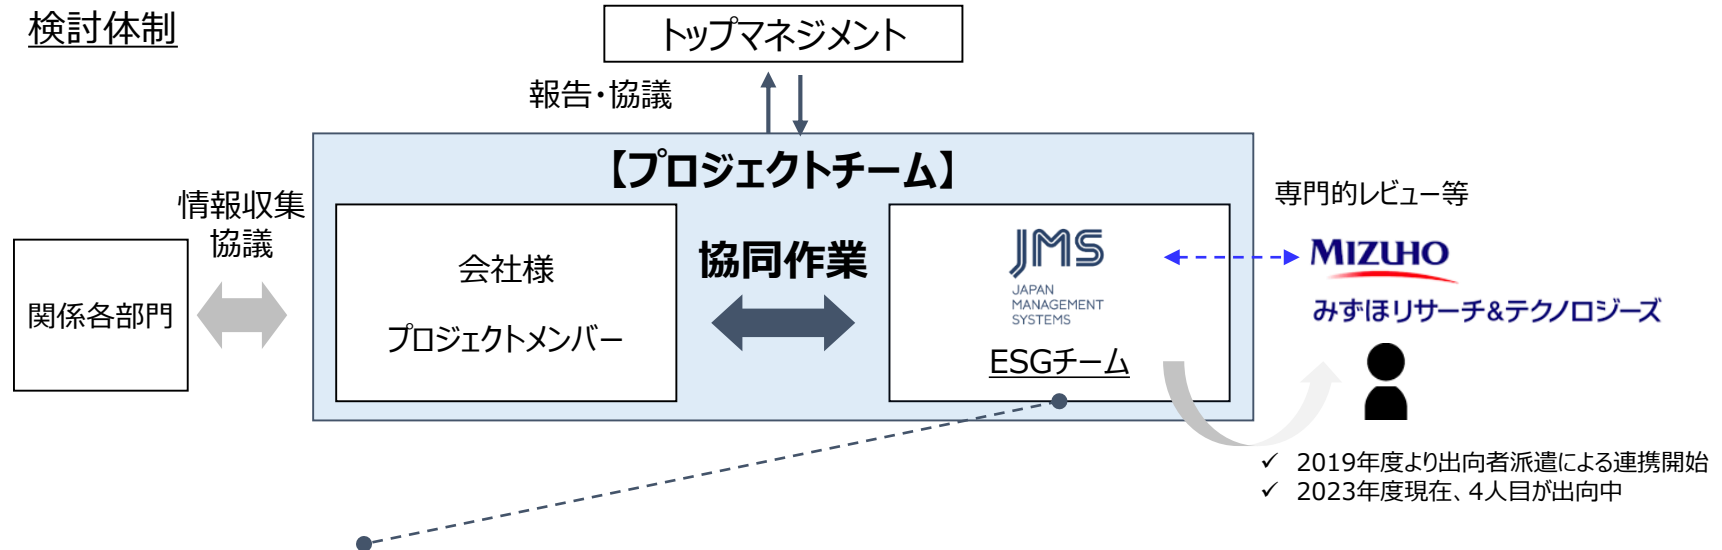 検討体制
トップマネジメント
報告・協議
【プロジェクトチーム】
情報収集
協議
関係各部門
会社様
プロジェクトメンバー
協同作業
JMS
JAPAN
MANAGEMENT
SYSTEMS
ESGチーム
専門的レビュー等
MIZUHO
みずほリサーチ&テクノロジーズ
✓ 2019年度より出向者派遣による連携開始
✓ 2023年度現在、4人目が出向中